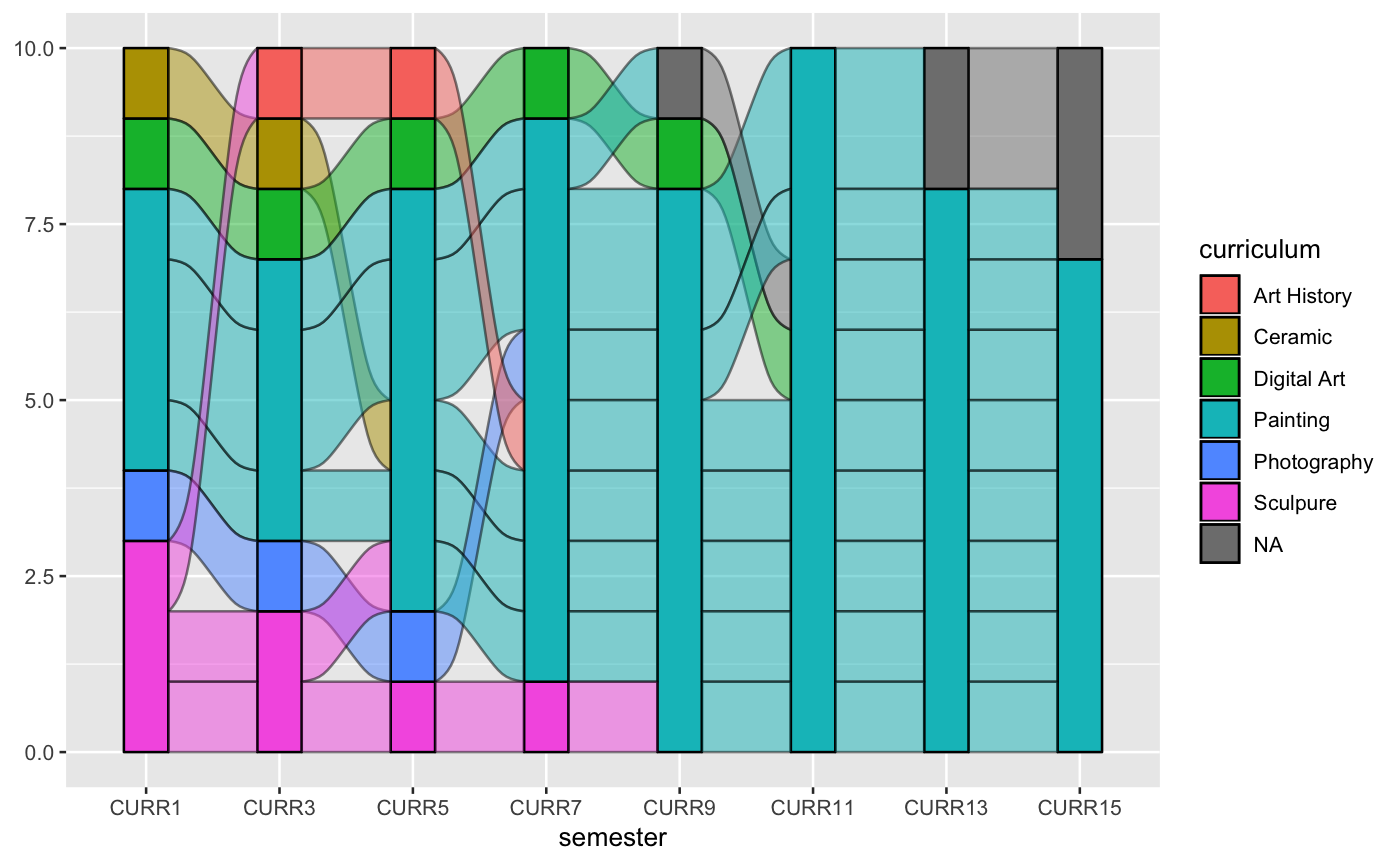 10.0
7.5
5.0
2.5
0.0
CURR1 CURR3 CURR5 CURR7 CURR9 CURR11 CURR13 CURR15
semester
curriculum
Art History
Ceramic
Digital Art
Painting
Photography
Sculpure
NA